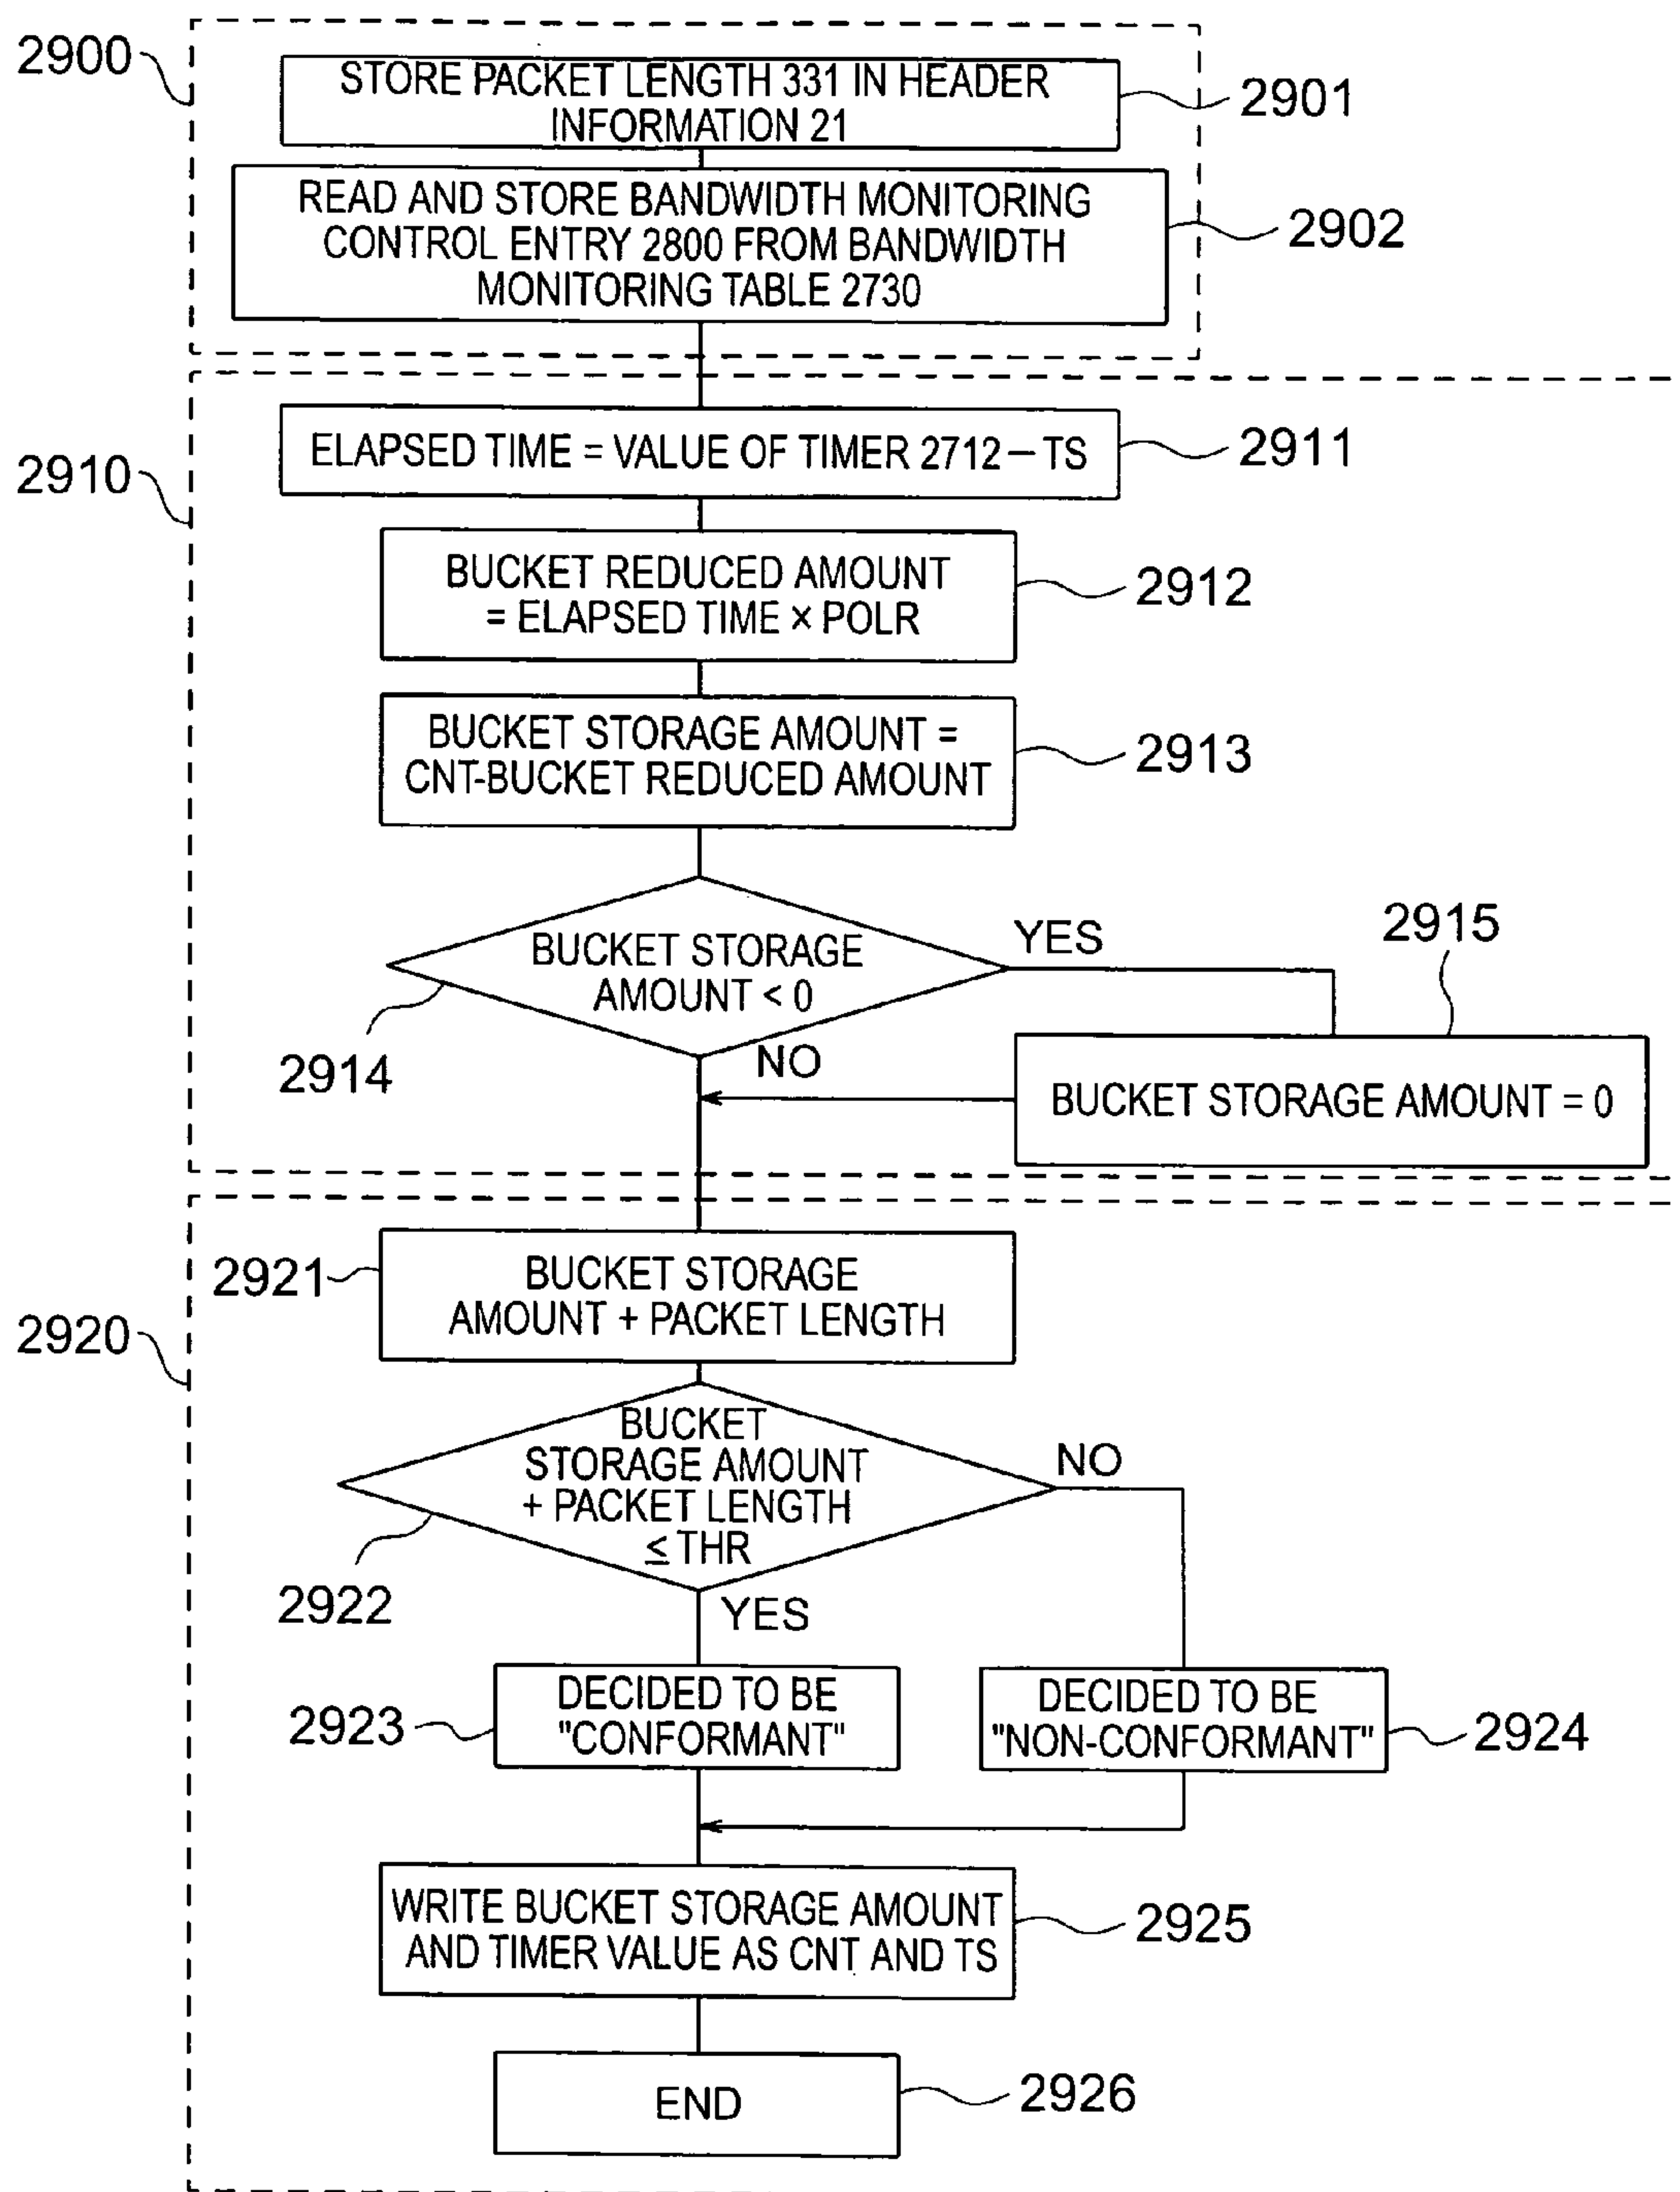 2900
STORE PACKET LENGTH 331 IN HEADER
INFORMATION 21
2901
READ AND STORE BANDWIDTH MONITORING
CONTROL ENTRY 2800 FROM BANDWIDTH
MONITORING TABLE 2730
2902
2910
ELAPSED TIME = VALUE OF TIMER 2712 – TS
2911
BUCKET REDUCED AMOUNT
= ELAPSED TIME × POLR
2912
BUCKET STORAGE AMOUNT =
CNT-BUCKET REDUCED AMOUNT
2913
BUCKET STORAGE
AMOUNT < 0
2914
YES
NO
2915
BUCKET STORAGE AMOUNT = 0
2920
2921
BUCKET STORAGE
AMOUNT + PACKET LENGTH
BUCKET
STORAGE AMOUNT
+ PACKET LENGTH
≤ THR
2922
NO
YES
2923
DECIDED TO BE
"CONFORMANT"
DECIDED TO BE
"NON-CONFORMANT"
2924
WRITE BUCKET STORAGE AMOUNT
AND TIMER VALUE AS CNT AND TS
2925
END
2926